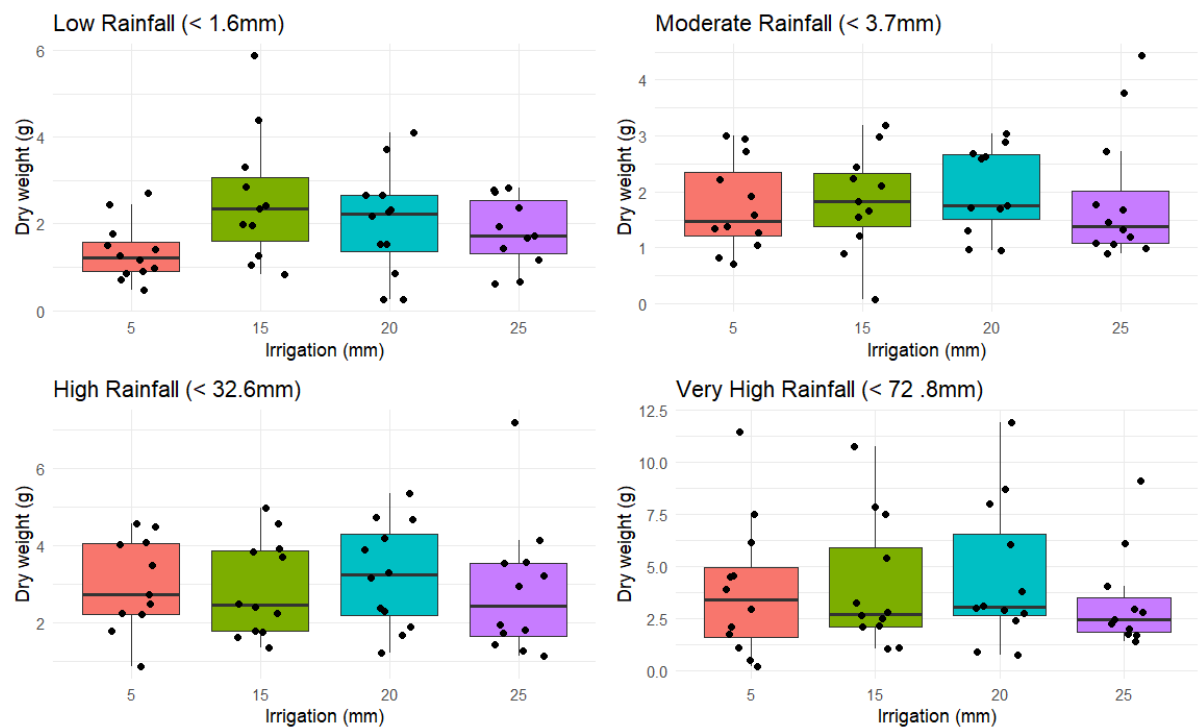 Low Rainfall (< 1.6mm)
Dry weight (g)
6
4
2
0
5 15 20 25
Irrigation (mm)
Moderate Rainfall (< 3.7mm)
Dry weight (g)
4
3
2
1
0
5 15 20 25
Irrigation (mm)
High Rainfall (< 32.6mm)
Dry weight (g)
6
4
2
5 15 20 25
Irrigation (mm)
Very High Rainfall (< 72 .8mm)
Dry weight (g)
12.5
10.0
7.5
5.0
2.5
0.0
5 15 20 25
Irrigation (mm)